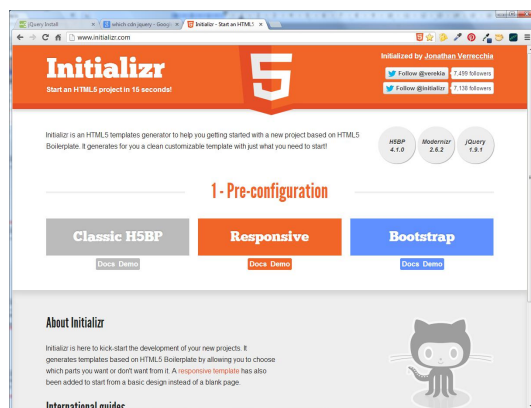 jQuery Install
which cdn jquery - Googl
Initializr - Start an HTML5
www.initializr.com
Initializr
Start an HTML5 project in 15 seconds!
Initialized by Jonathan Verrecchia
Follow @verekia 7,499 followers
Follow @initializr 7,138 followers
Initializr is an HTML5 templates generator to help you getting started with a new project based on HTML5
Boilerplate. It generates for you a clean customizable template with just what you need to start!
H5BP
4.1.0
Modernizr
2.6.2
jQuery
1.9.1
1 - Pre-configuration
Classic H5BP
Docs Demo
Responsive
Docs Demo
Bootstrap
Docs Demo
About Initializr
Initializr is here to kick-start the development of your new projects. It
generates templates based on HTML5 Boilerplate by allowing you to choose
which parts you want or don't want from it. A responsive template has also
been added to start from a basic design instead of a blank page.
International guides